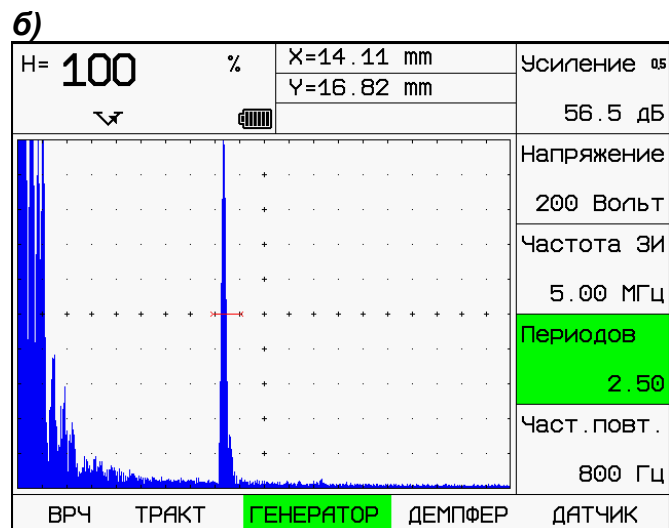 б)
H= 100 %
X=14.11 mm
Y=16.82 mm
Усиление 0,5
56.5 дБ
Напряжение
200 Вольт
Частота ЗИ
5.00 МГц
Периодов
2.50
Част.повт.
800 Гц
ВРЧ ТРАКТ ГЕНЕРАТОР ДЕМПФЕР ДАТЧИК